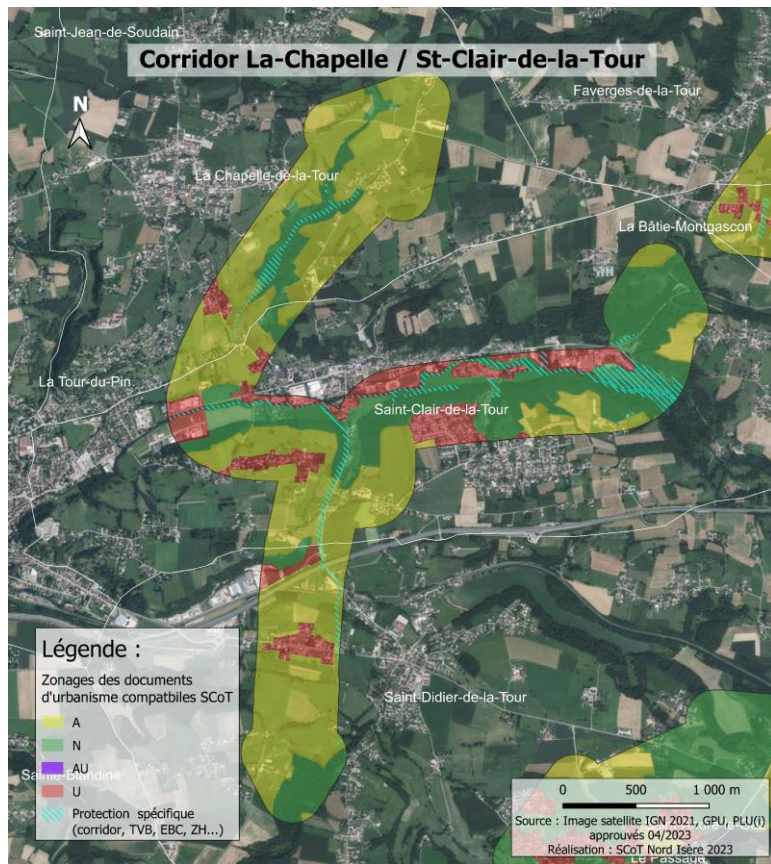 Saint-Jean-de-Soudain
Corridor La-Chapelle / St-Clair-de-la-Tour
N
Faverges-de-la-Tour
La Chapelle-de-la-Tour
La Bâtie-Montgascon
La Tour-du-Pin
Saint-Clair-de-la-Tour
Légende :
Zonages des documents
d'urbanisme compatbiles SCoT
A
N
AU
U
Protection spécifique
(corridor, TVB, EBC, ZH...)
Saint-Didier-de-la-Tour
Sainte-Blandine
0 500 1 000 m
Source : Image satellite IGN 2021, GPU, PLU(i)
approuvés 04/2023
Réalisation : SCoT Nord Isère 2023
Le Passage